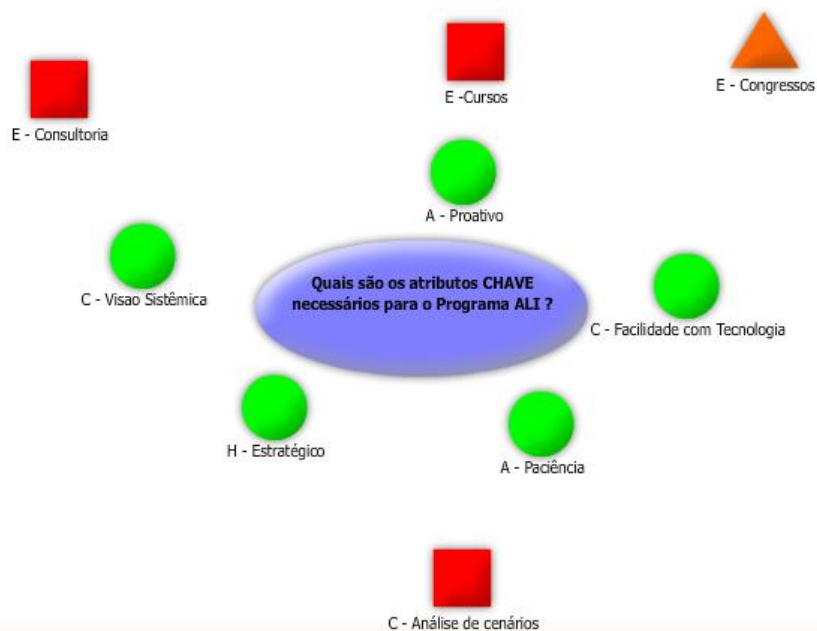 E - Congressos
E -Cursos
E - Consultoria
A - Proativo
Quais são os atributos CHAVE
necessários para o Programa ALI ?
C - Visao Sistêmica
C - Facilidade com Tecnologia
H - Estratégico
A - Paciência
C - Análise de cenários